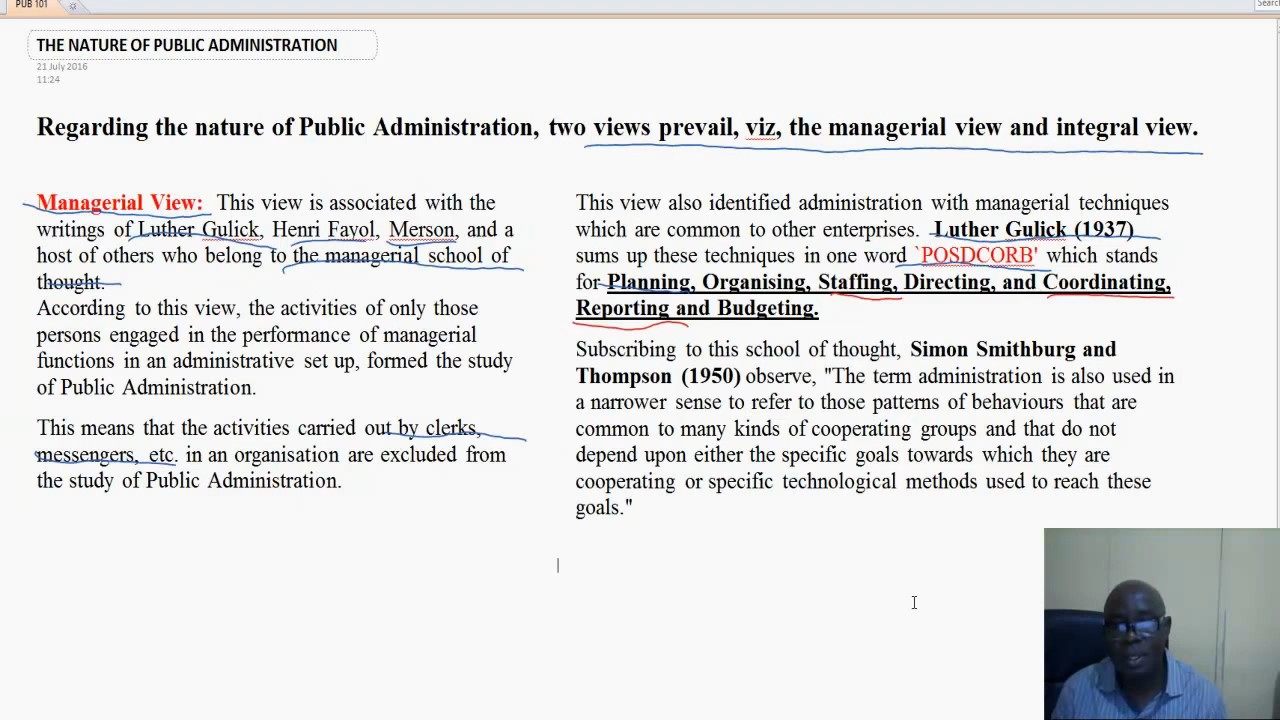 PUB 101
Search
THE NATURE OF PUBLIC ADMINISTRATION
21 July 2016
11:24
Regarding the nature of Public Administration, two views prevail, viz, the managerial view and integral view.
Managerial View: This view is associated with the
writings of Luther Gulick, Henri Fayol, Merson, and a
host of others who belong to the managerial school of
thought.
According to this view, the activities of only those
persons engaged in the performance of managerial
functions in an administrative set up, formed the study
of Public Administration.
This means that the activities carried out by clerks,
messengers, etc. in an organisation are excluded from
the study of Public Administration.
This view also identified administration with managerial techniques
which are common to other enterprises. Luther Gulick (1937)
sums up these techniques in one word `POSDCORB' which stands
for Planning, Organising, Staffing, Directing, and Coordinating,
Reporting and Budgeting.
Subscribing to this school of thought, Simon Smithburg and
Thompson (1950) observe, "The term administration is also used in
a narrower sense to refer to those patterns of behaviours that are
common to many kinds of cooperating groups and that do not
depend upon either the specific goals towards which they are
cooperating or specific technological methods used to reach these
goals."